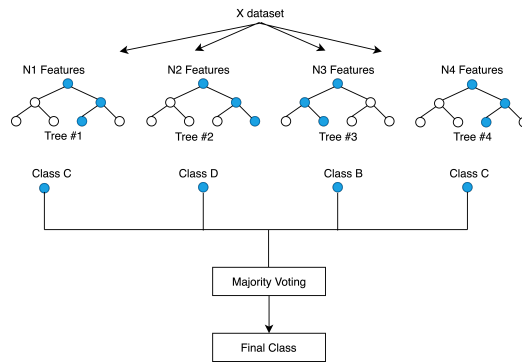 X dataset
N1 Features
N2 Features
N3 Features
N4 Features
Tree #1
Tree #2
Tree #3
Tree #4
Class C
Class D
Class B
Class C
Majority Voting
Final Class